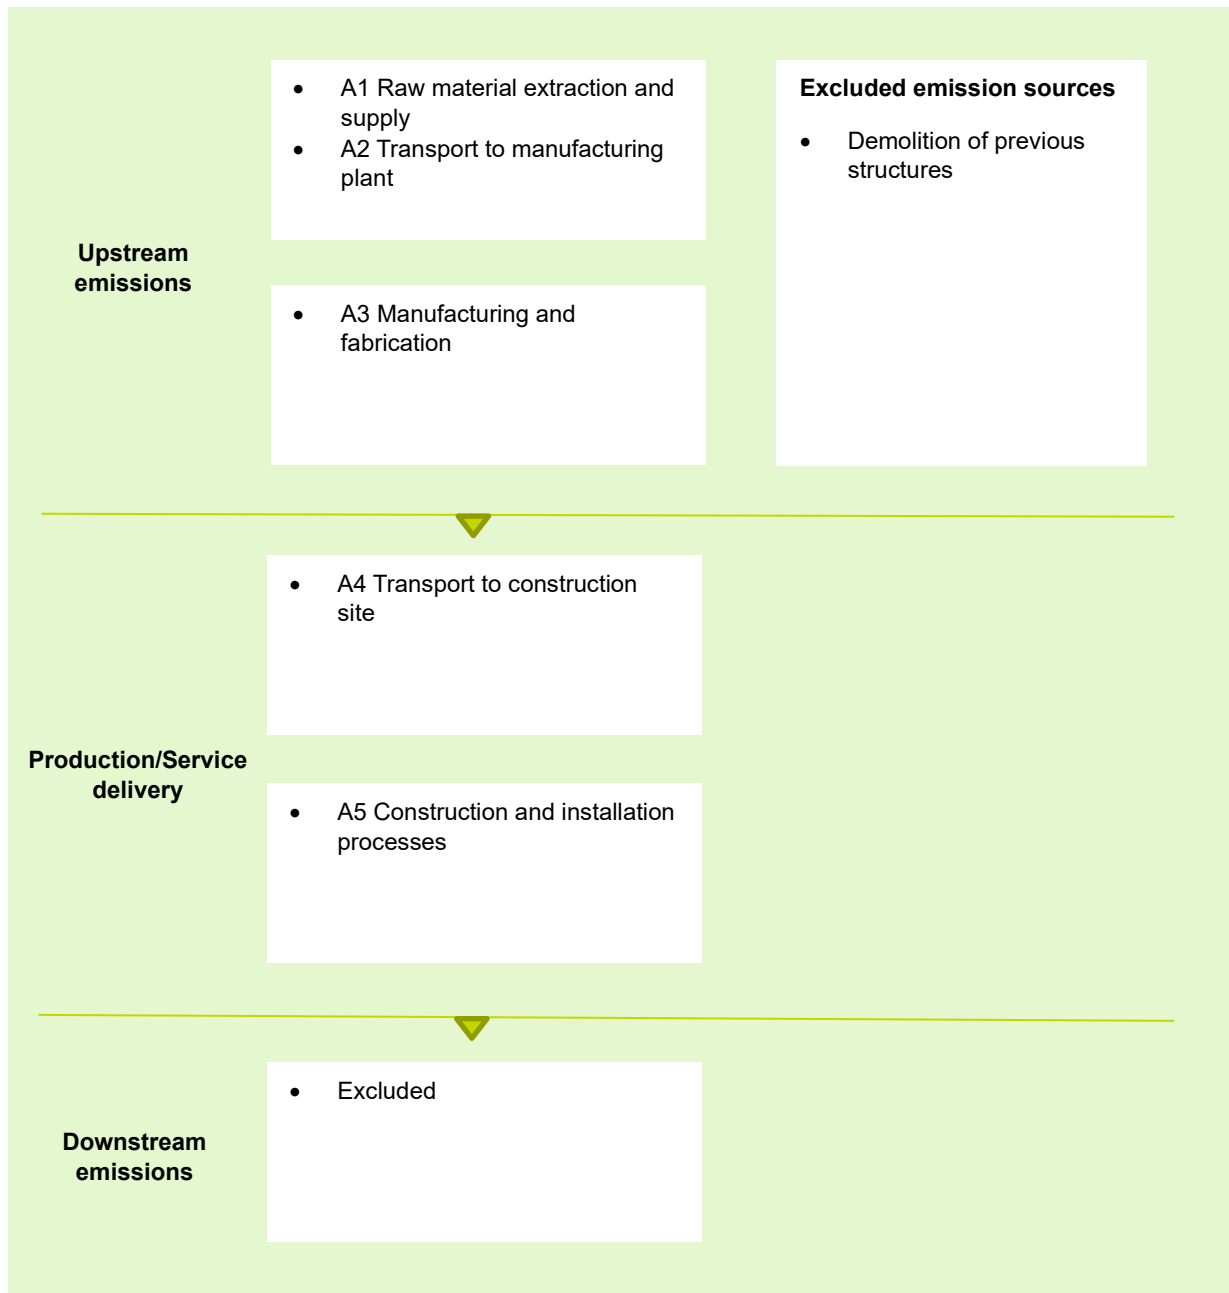 Upstream
emissions
• A1 Raw material extraction and
supply
• A2 Transport to manufacturing
plant
• A3 Manufacturing and
fabrication
Excluded emission sources
• Demolition of previous
structures
Production/Service
delivery
• A4 Transport to construction
site
• A5 Construction and installation
processes
Downstream
emissions
• Excluded